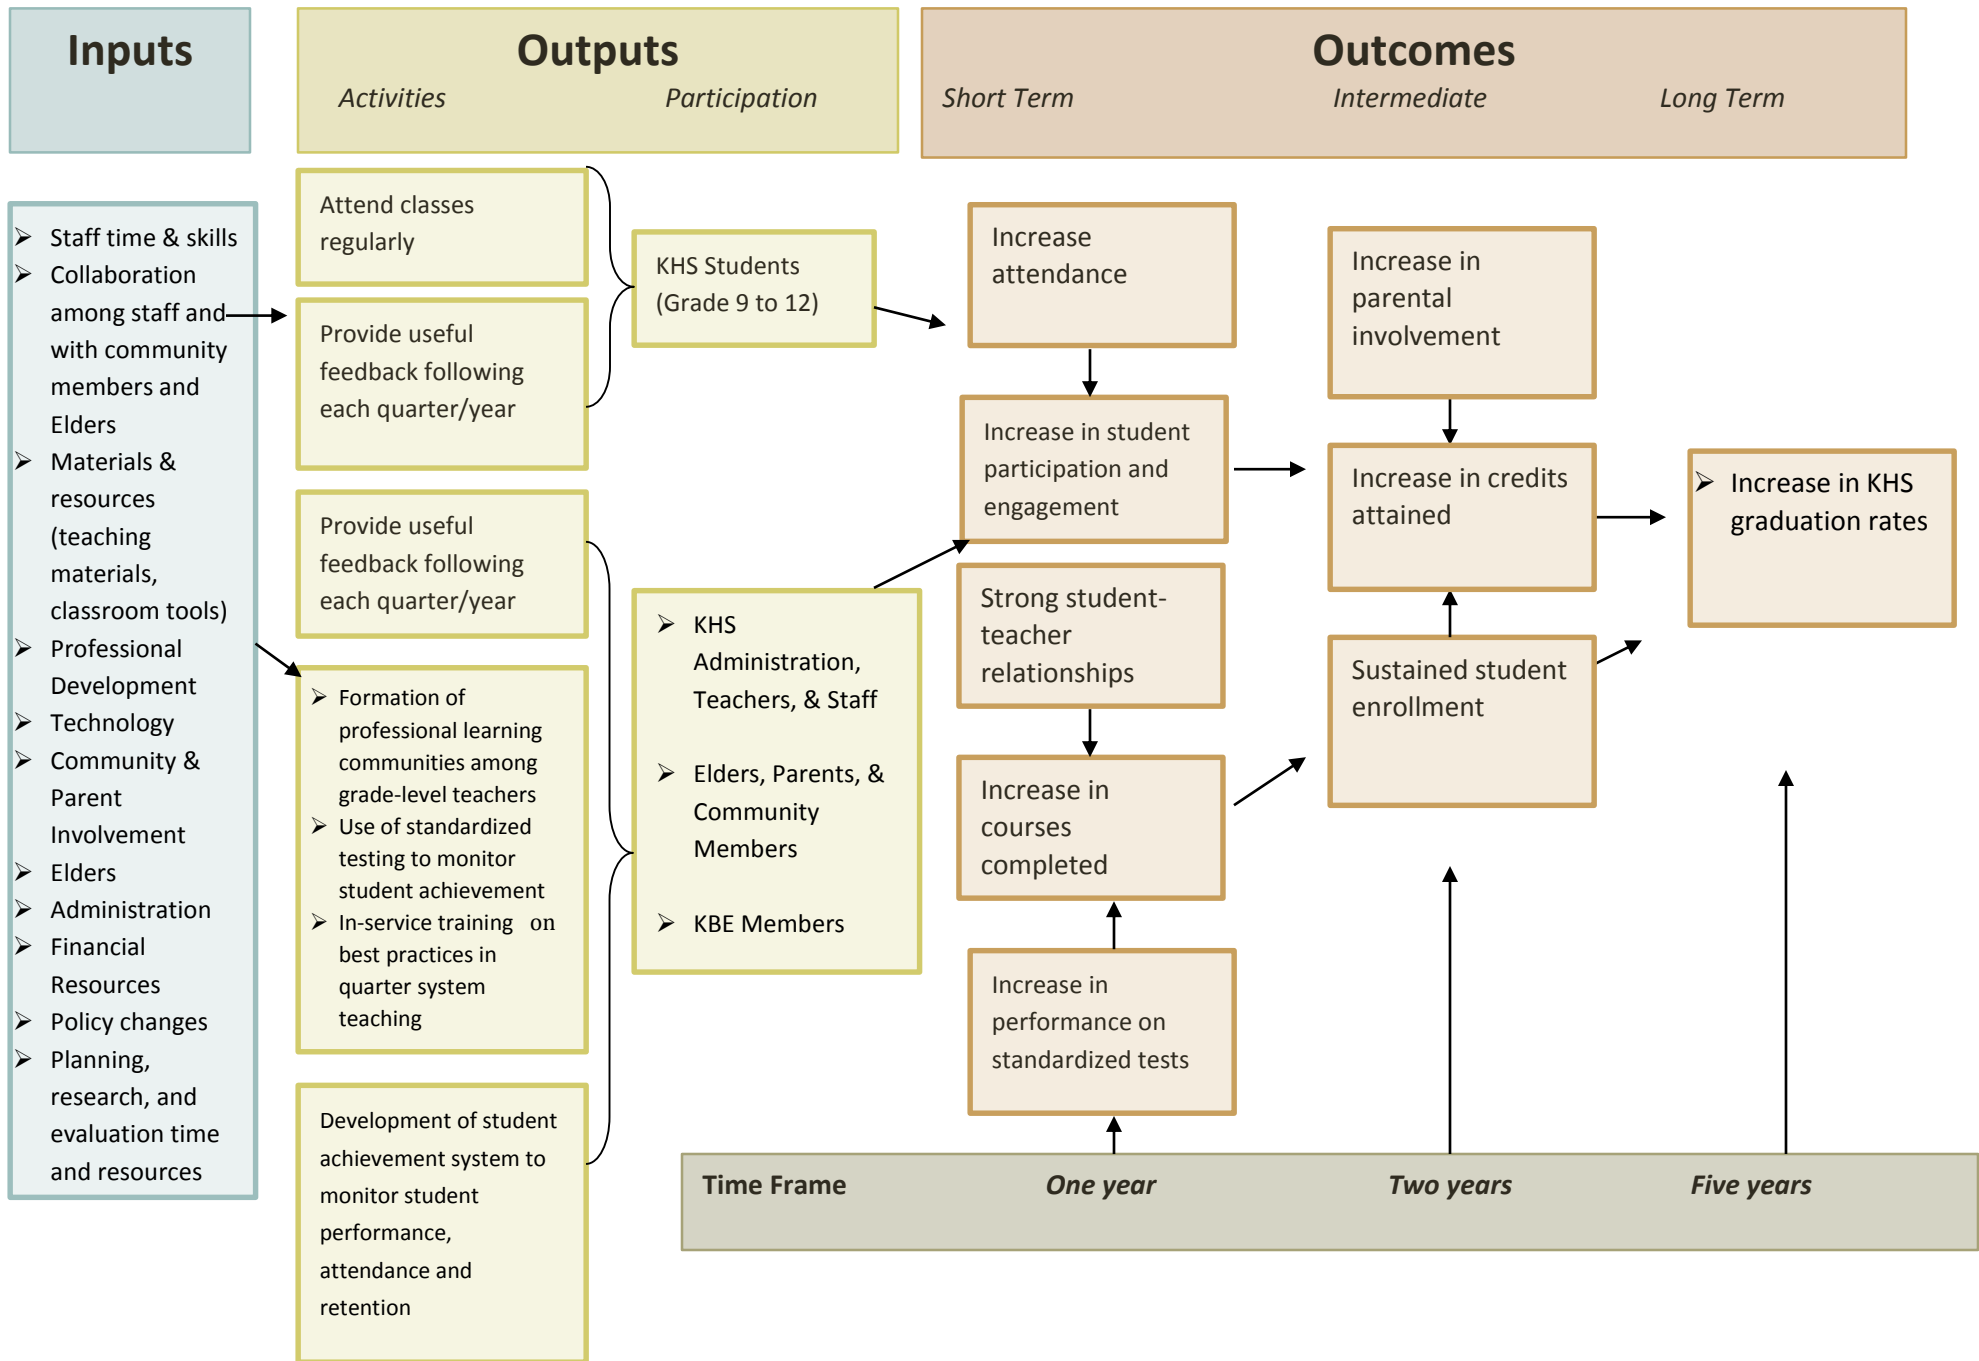 Inputs
Outputs
Activities
Participation
Outcomes
Short Term
Intermediate
Long Term
➢ Staff time & skills
➢ Collaboration
among staff and
with community
members and
Elders
➢ Materials &
resources
(teaching
materials,
classroom tools)
➢ Professional
Development
➢ Technology
➢ Community &
Parent
Involvement
➢ Elders
➢ Administration
➢ Financial
Resources
➢ Policy changes
➢ Planning,
research, and
evaluation time
and resources
Attend classes
regularly
Provide useful
feedback following
each quarter/year
Provide useful
feedback following
each quarter/year
➢ Formation of
professional learning
communities among
grade-level teachers
➢ Use of standardized
testing to monitor
student achievement
➢ In-service training on
best practices in
quarter system
teaching
Development of student
achievement system to
monitor student
performance,
attendance and
retention
KHS Students
(Grade 9 to 12)
➢ KHS
Administration,
Teachers, & Staff
➢ Elders, Parents, &
Community
Members
➢ KBE Members
Increase
attendance
Increase in student
participation and
engagement
Strong student-
teacher
relationships
Increase in
courses
completed
Increase in
performance on
standardized tests
Increase in
parental
involvement
Increase in credits
attained
Sustained student
enrollment
➢ Increase in KHS
graduation rates
Time Frame
One year
Two years
Five years